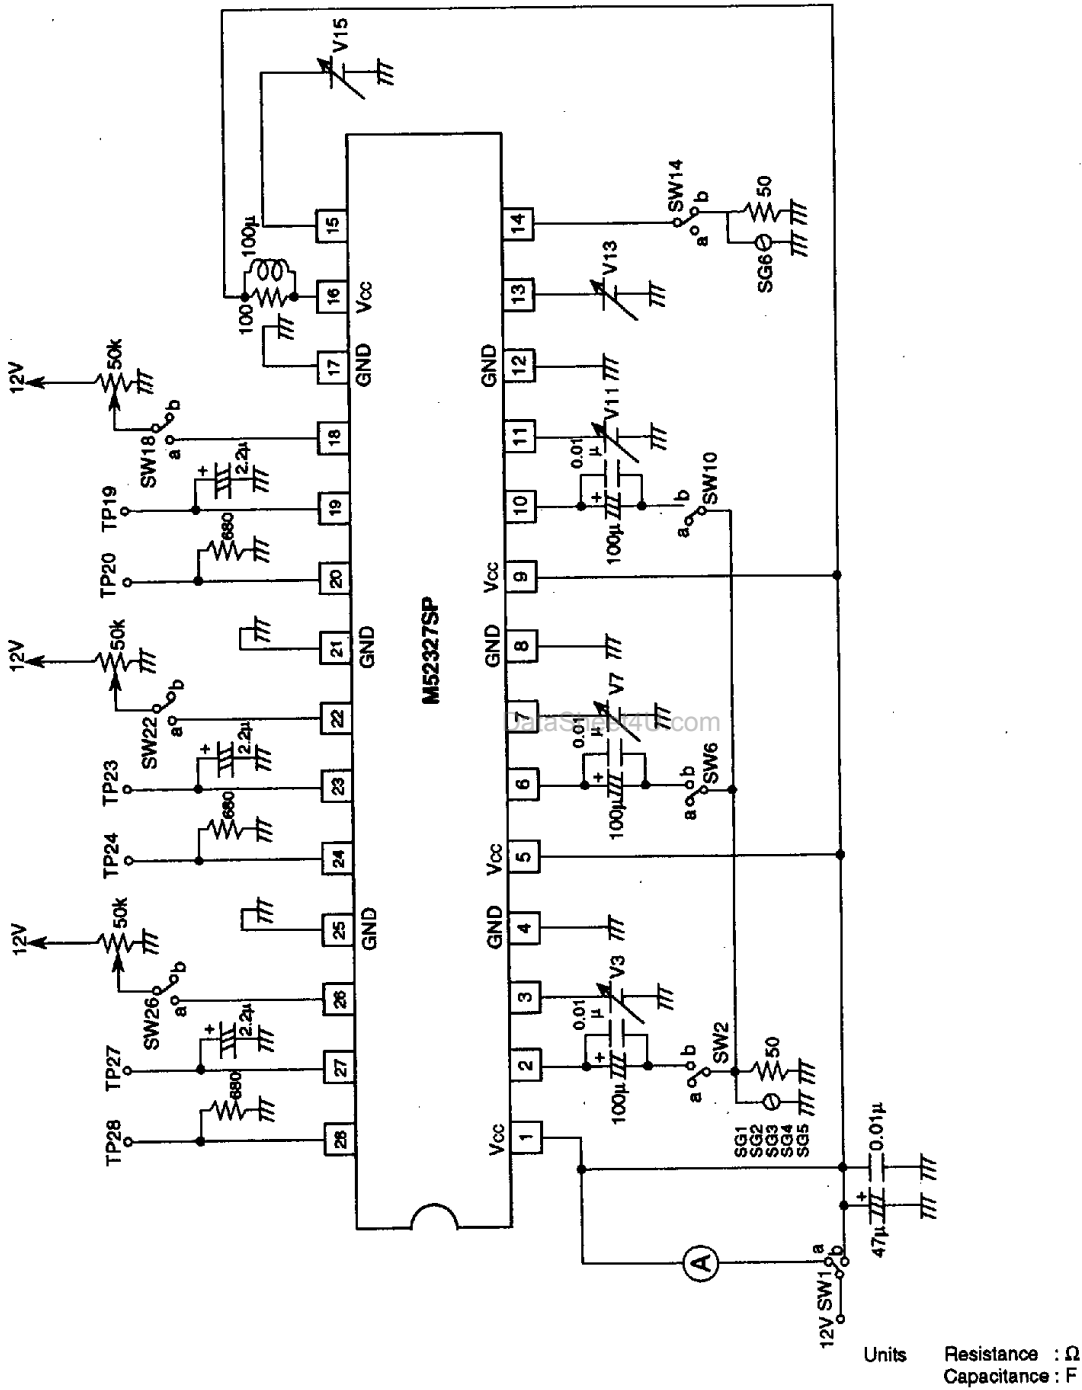 V15
100μ
100
15
16
17
18
19
20
21
22
23
24
25
26
27
28
Vcc
GND
GND
GND
12V
50k
SW18
a
b
TP19
+
2.2μ
TP20
680
12V
50k
SW22
a
b
TP23
+
2.2μ
TP24
680
12V
50k
SW26
a
b
TP27
+
2.2μ
TP28
680
M52327SP
DataSheet4U.com
14
13
12
11
10
9
8
7
6
5
4
3
2
1
GND
Vcc
GND
Vcc
GND
Vcc
SW14
a
b
50
SG6
V13
V11
0.01
μ
+
100μ
a
b
SW10
V7
0.01
μ
+
100μ
a
b
SW6
V3
0.01
μ
+
100μ
a
b
SW2
50
SG1
SG2
SG3
SG4
SG5
0.01μ
+
47μ
A
a
b
12V SW1
Units Resistance : Ω
Capacitance : F